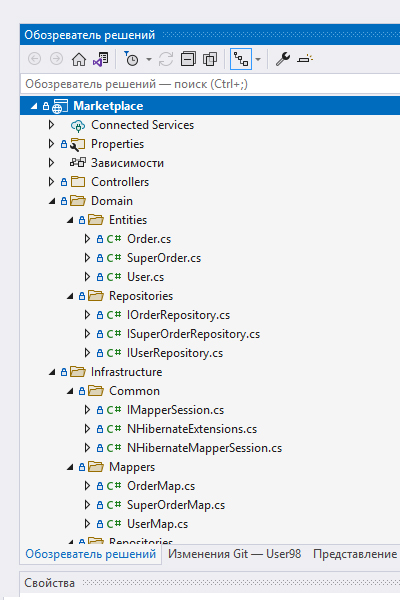 Обозреватель решений
Обозреватель решений — поиск (Ctrl+;)
Marketplace
Connected Services
Properties
Зависимости
Controllers
Domain
Entities
C# Order.cs
C# SuperOrder.cs
C# User.cs
Repositories
C# IOrderRepository.cs
C# ISuperOrderRepository.cs
C# IUserRepository.cs
Infrastructure
Common
C# IMapperSession.cs
C# NHibernateExtensions.cs
C# NHibernateMapperSession.cs
Mappers
C# OrderMap.cs
C# SuperOrderMap.cs
C# UserMap.cs
Repositories
Обозреватель решений Изменения Git — User98 Представление
Свойства